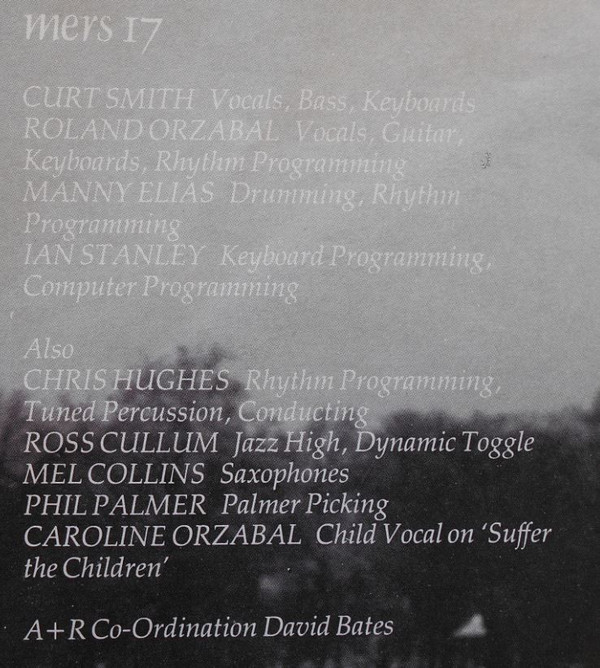 mers 17
CURT SMITH Vocals, Bass, Keyboards
ROLAND ORZABAL Vocals, Guitar,
Keyboards, Rhythm Programming
MANNY ELIAS Drumming, Rhythm
Programming
IAN STANLEY Keyboard Programming,
Computer Programming
Also
CHRIS HUGHES Rhythm Programming,
Tuned Percussion, Conducting
ROSS CULLUM Jazz High, Dynamic Toggle
MEL COLLINS Saxophones
PHIL PALMER Palmer Picking
CAROLINE ORZABAL Child Vocal on ‘Suffer
the Children’
A+R Co-Ordination David Bates